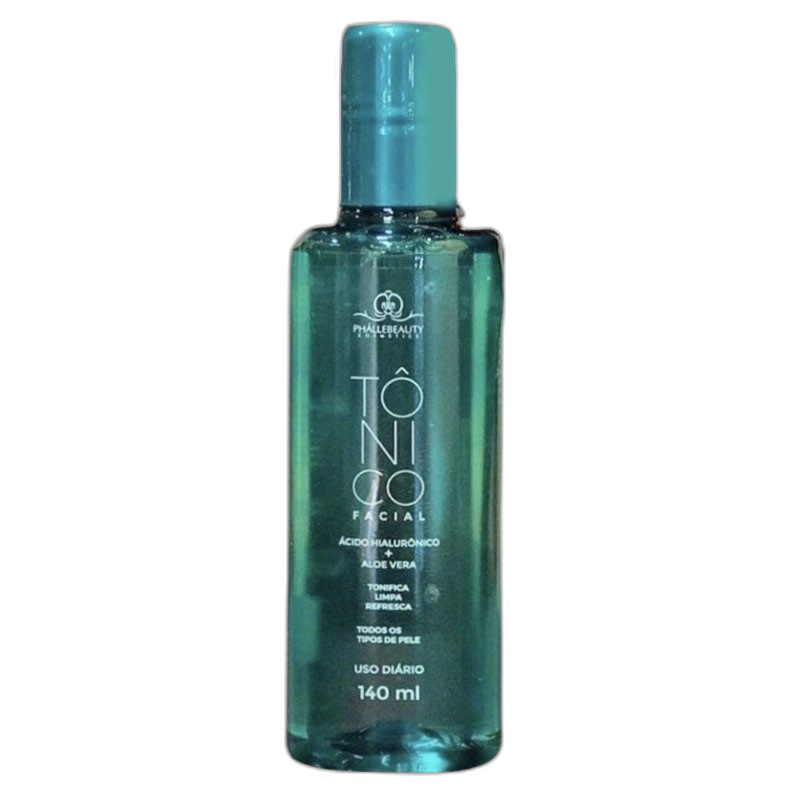 PHÁLLEBEAUTY
COSMETICS
TÔ
NI
CO
FACIAL
ÁCIDO HIALURÔNICO
+
ALOE VERA
TONIFICA
LIMPA
REFRESCA
TODOS OS
TIPOS DE PELE
USO DIÁRIO
140 ml